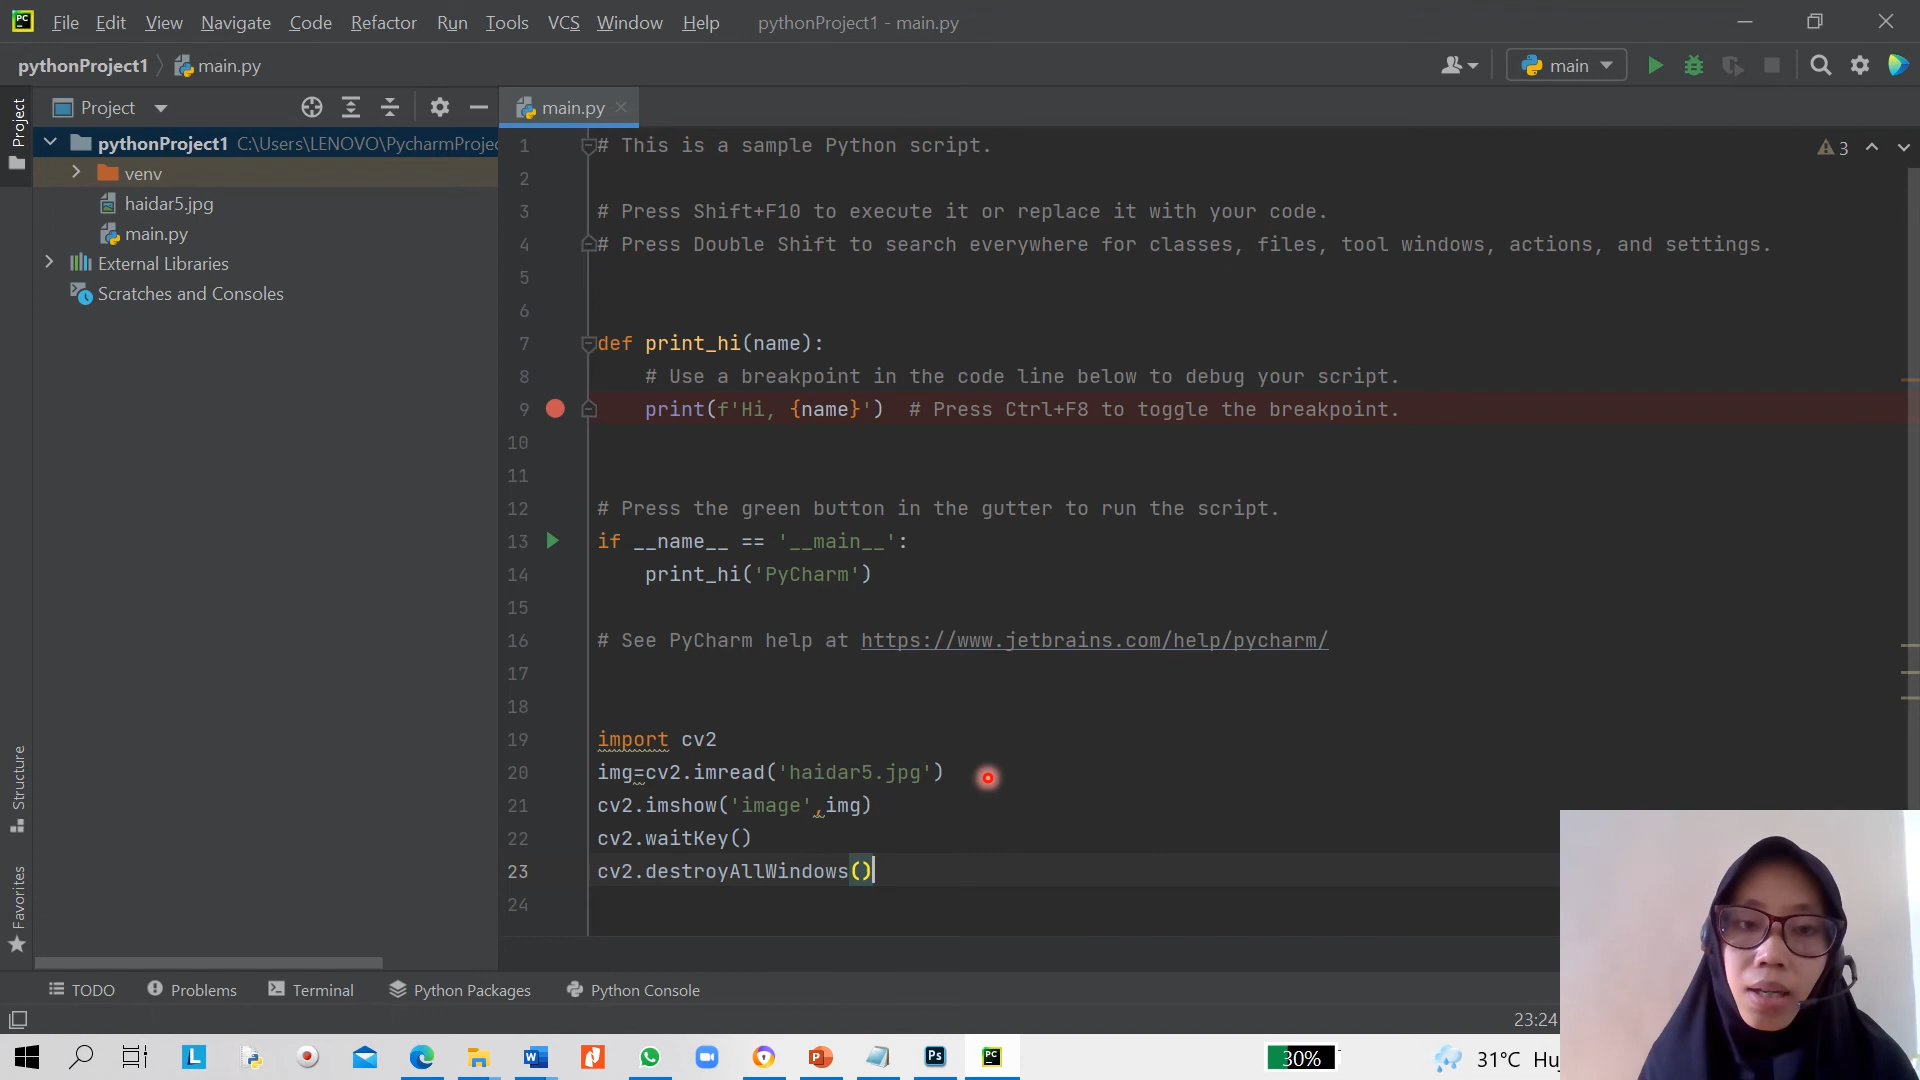 File Edit View Navigate Code Refactor Run Tools VCS Window Help pythonProject1 - main.py
pythonProject1 main.py main
Project main.py
Project
pythonProject1 C:\Users\LENOVO\PycharmProjec
venv
haidar5.jpg
main.py
External Libraries
Scratches and Consoles
Structure
Favorites
3
1 # This is a sample Python script.
2
3 # Press Shift+F10 to execute it or replace it with your code.
4 # Press Double Shift to search everywhere for classes, files, tool windows, actions, and settings.
5
6
7 def print_hi(name):
8 # Use a breakpoint in the code line below to debug your script.
9 print(f'Hi, {name}') # Press Ctrl+F8 to toggle the breakpoint.
10
11
12 # Press the green button in the gutter to run the script.
13 if __name__ == '__main__':
14 print_hi('PyCharm')
15
16 # See PyCharm help at https://www.jetbrains.com/help/pycharm/
17
18
19 import cv2
20 img=cv2.imread('haidar5.jpg')
21 cv2.imshow('image',img)
22 cv2.waitKey()
23 cv2.destroyAllWindows()
24
TODO Problems Terminal Python Packages Python Console
23:24
30% 31°C Hu